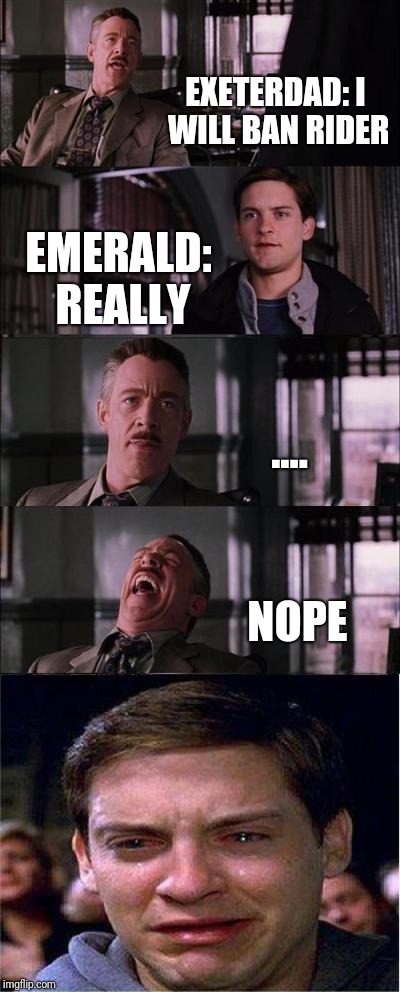 EXETERDAD: I
WILL BAN RIDER
EMERALD:
REALLY
....
NOPE
imgflip.com